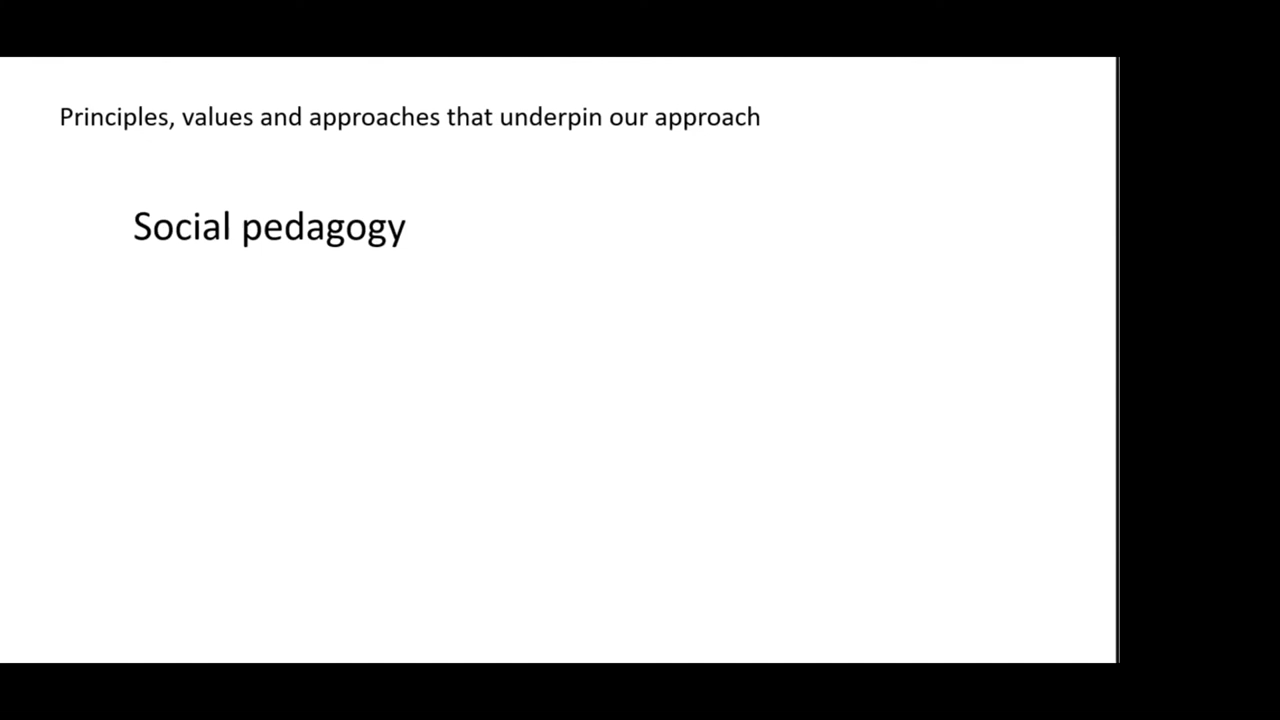 Principles, values and approaches that underpin our approach
Social pedagogy